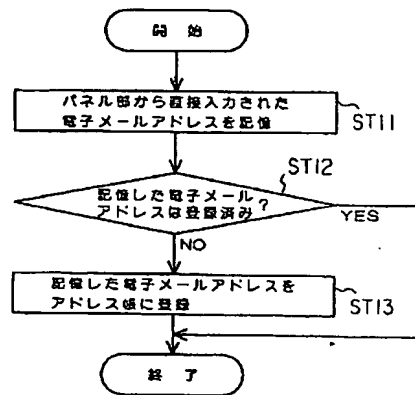 開 始
パネル部から直接入力された
電子メールアドレスを記憶
ST11
ST12
記憶した電子メール
アドレスは登録済み?
YES
NO
記憶した電子メールアドレスを
アドレス帳に登録
ST13
終 了